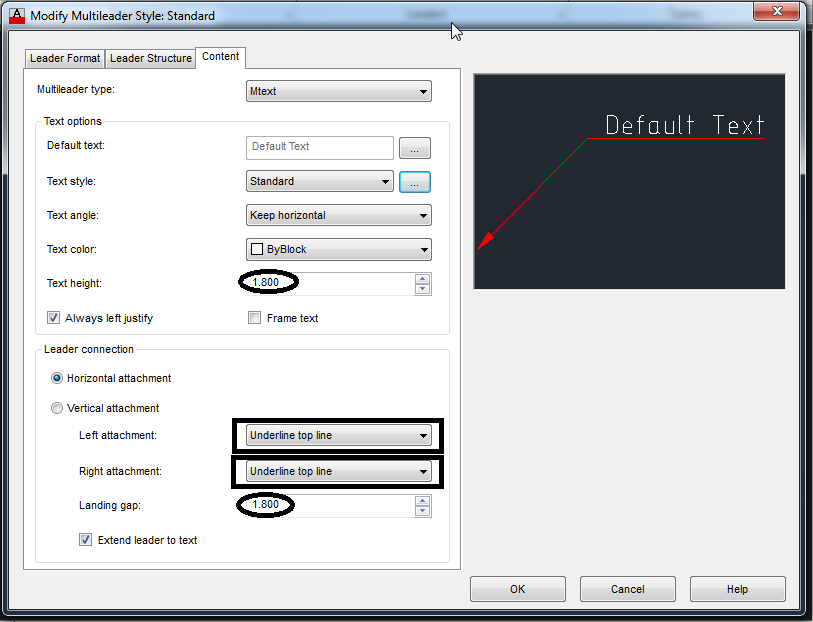 Modify Multileader Style: Standard
Leader Format Leader Structure Content
Multileader type: Mtext
Text options
Default text: Default Text ...
Text style: Standard ...
Text angle: Keep horizontal
Text color: ByBlock
Text height: 1.800
Always left justify Frame text
Leader connection
Horizontal attachment
Vertical attachment
Left attachment: Underline top line
Right attachment: Underline top line
Landing gap: 1.800
Extend leader to text
Default Text
OK Cancel Help